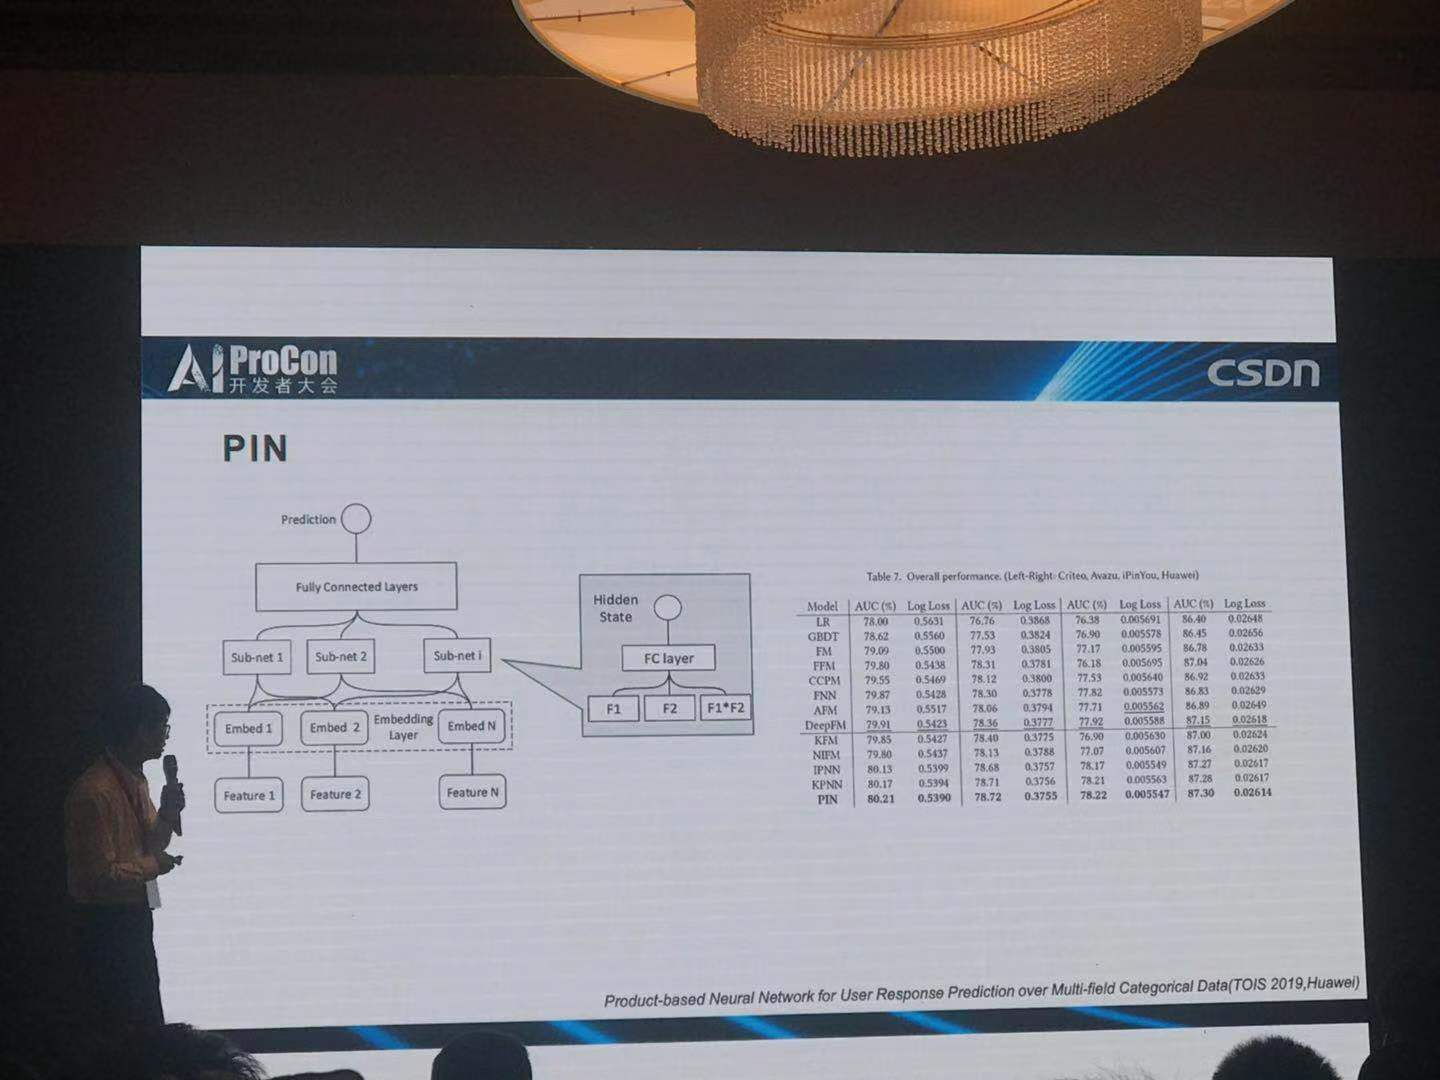 AI ProCon
开发者大会
CSDN
PIN
Prediction
Fully Connected Layers
Sub-net 1 Sub-net 2 Sub-net i
Embed 1 Embed 2 Embedding Layer Embed N
Feature 1 Feature 2 Feature N
Hidden
State
FC layer
F1 F2 F1*F2
Table 7. Overall performance. (Left-Right: Criteo, Avazu, iPinYou, Huawei)
Model AUC (%) Log Loss AUC (%) Log Loss AUC (%) Log Loss AUC (%) Log Loss
LR 78.00 0.5631 76.76 0.3868 76.38 0.005691 86.40 0.02648
GBDT 78.62 0.5560 77.53 0.3824 76.90 0.005578 86.45 0.02656
FM 79.09 0.5500 77.93 0.3805 77.17 0.005595 86.78 0.02633
FFM 79.80 0.5438 78.31 0.3781 76.18 0.005695 87.04 0.02626
CCPM 79.55 0.5469 78.12 0.3800 77.53 0.005640 86.92 0.02633
FNN 79.87 0.5428 78.30 0.3778 77.82 0.005573 86.83 0.02629
AFM 79.13 0.5517 78.06 0.3794 77.71 0.005562 86.89 0.02649
DeepFM 79.91 0.5423 78.36 0.3777 77.92 0.005588 87.15 0.02618
KFM 79.85 0.5427 78.40 0.3775 76.90 0.005630 87.00 0.02624
NIFM 79.80 0.5437 78.13 0.3788 77.07 0.005607 87.16 0.02620
IPNN 80.13 0.5399 78.68 0.3757 78.17 0.005549 87.27 0.02617
KPNN 80.17 0.5394 78.71 0.3756 78.21 0.005563 87.28 0.02617
PIN 80.21 0.5390 78.72 0.3755 78.22 0.005547 87.30 0.02614
Product-based Neural Network for User Response Prediction over Multi-field Categorical Data(TOIS 2019,Huawei)